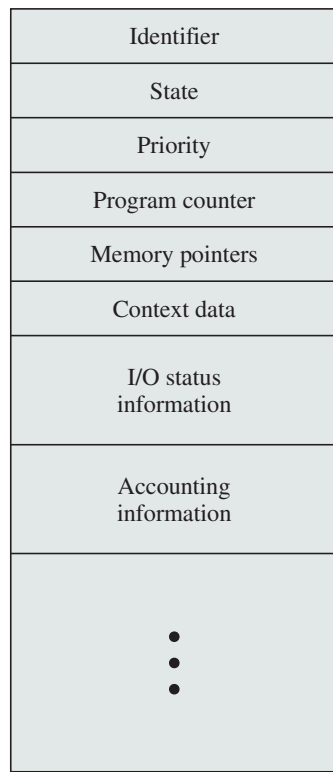 Identifier
State
Priority
Program counter
Memory pointers
Context data
I/O status
information
Accounting
information